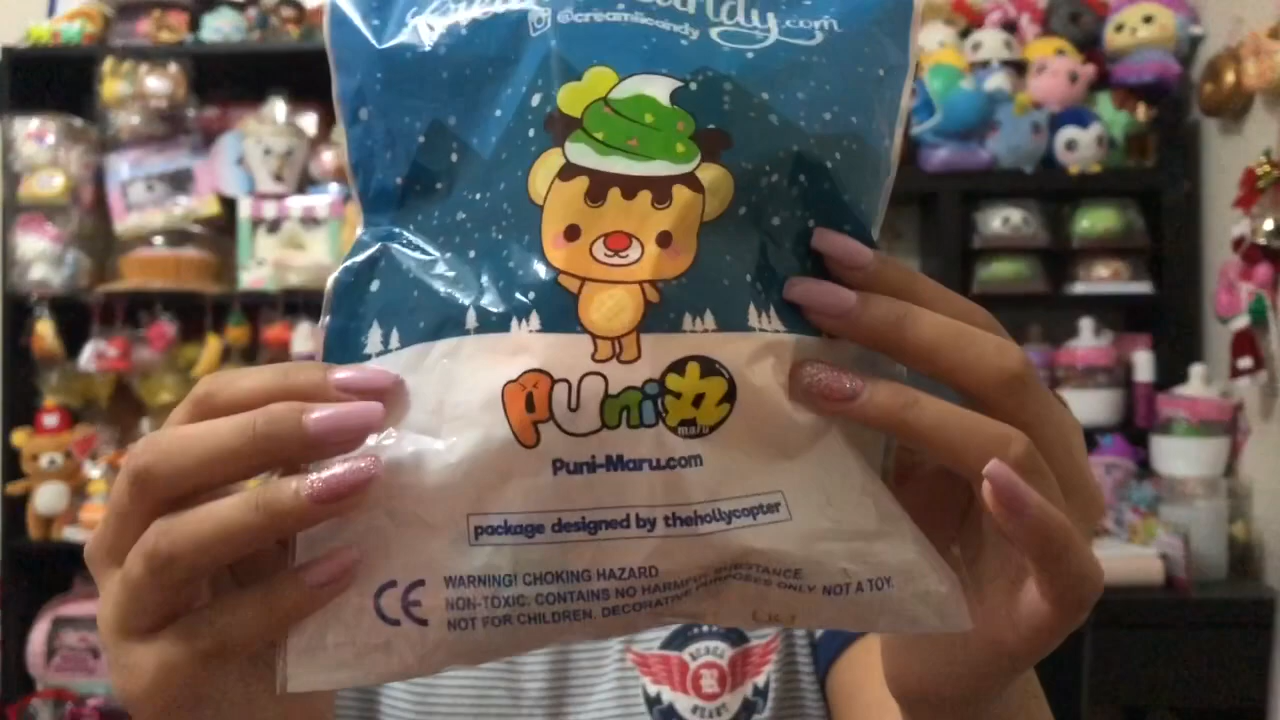 candy.com
@creamiicandy
Puni丸
maru
Puni-Maru.com
package designed by thehollycopter
CE WARNING! CHOKING HAZARD
NON-TOXIC. CONTAINS NO HARMFUL SUBSTANCE
NOT FOR CHILDREN. DECORATIVE PURPOSES ONLY NOT A TOY.